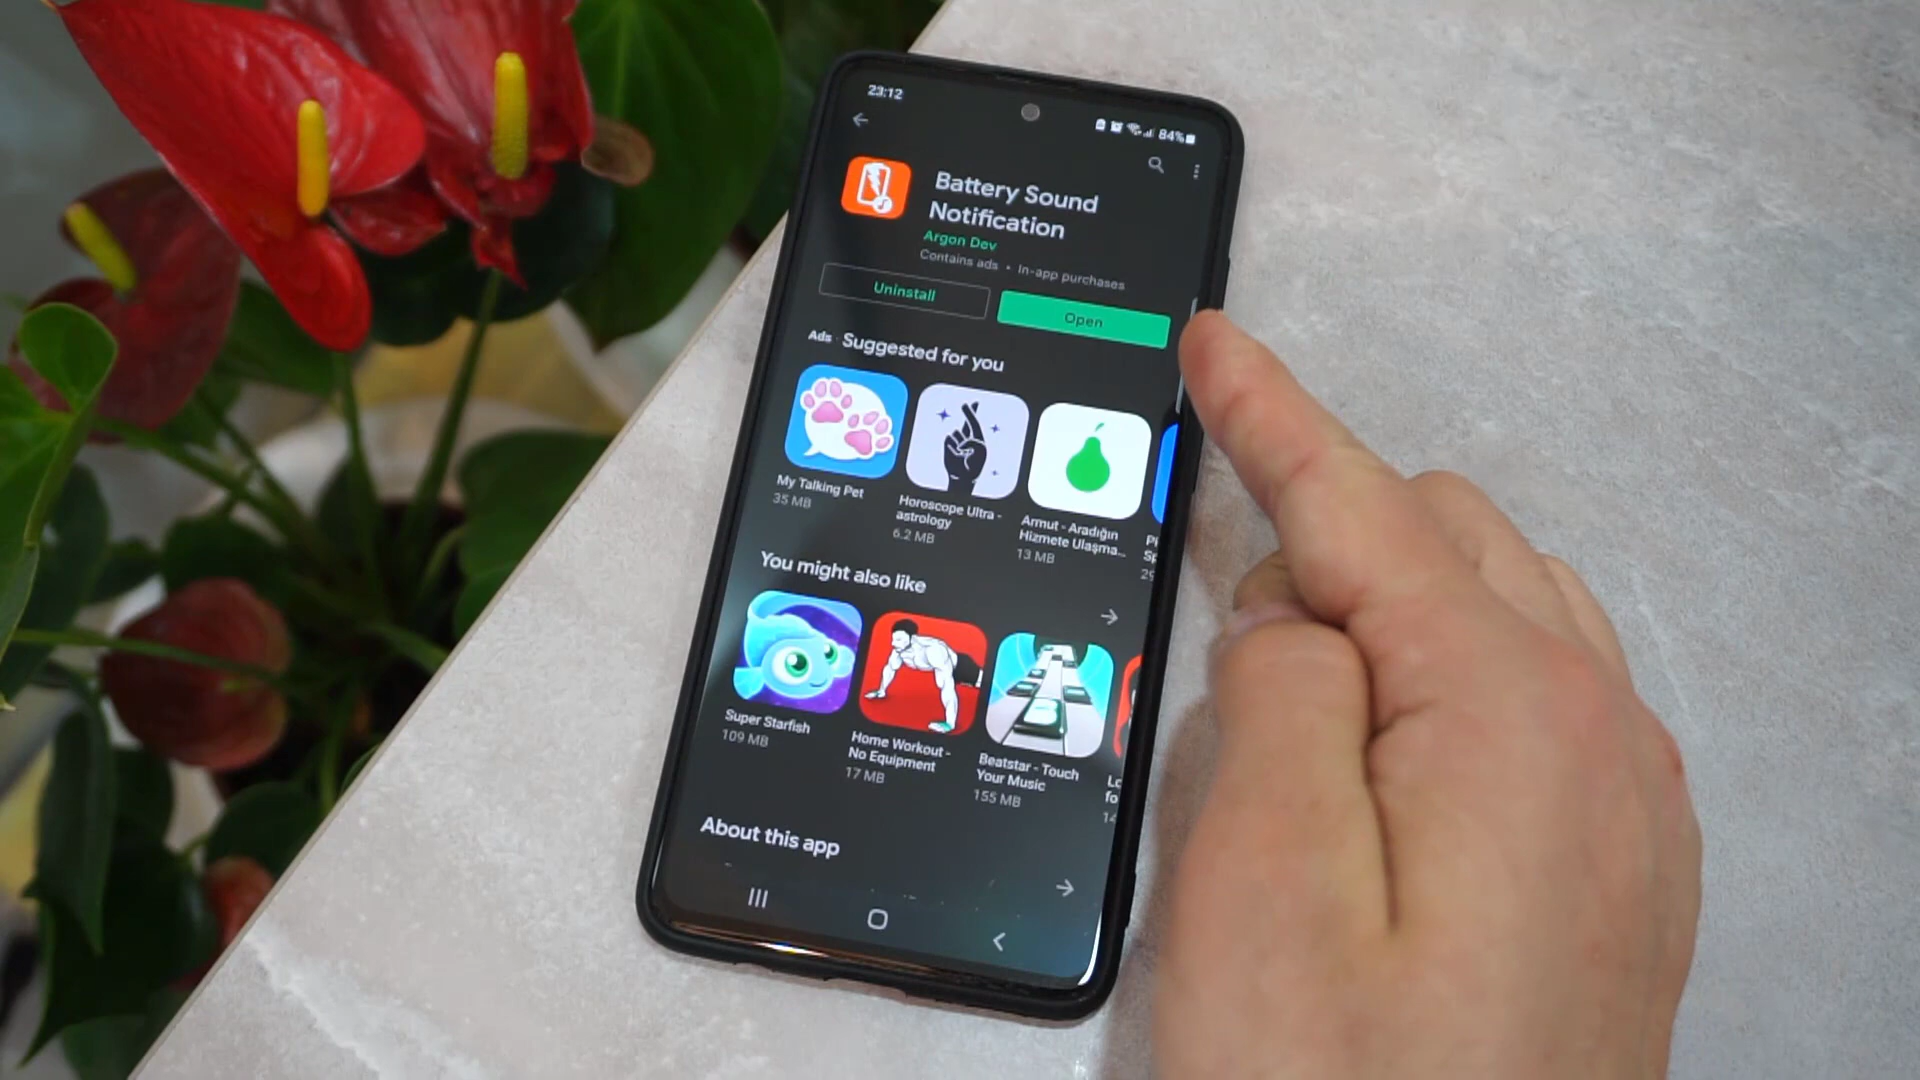 23:12
84%
Battery Sound
Notification
Argon Dev
Contains ads • In-app purchases
Uninstall
Open
Ads · Suggested for you
My Talking Pet
35 MB
Horoscope Ultra -
astrology
6.2 MB
Armut - Aradığın
Hizmete Ulaşma...
13 MB
You might also like
Super Starfish
109 MB
Home Workout -
No Equipment
17 MB
Beatstar - Touch
Your Music
155 MB
About this app